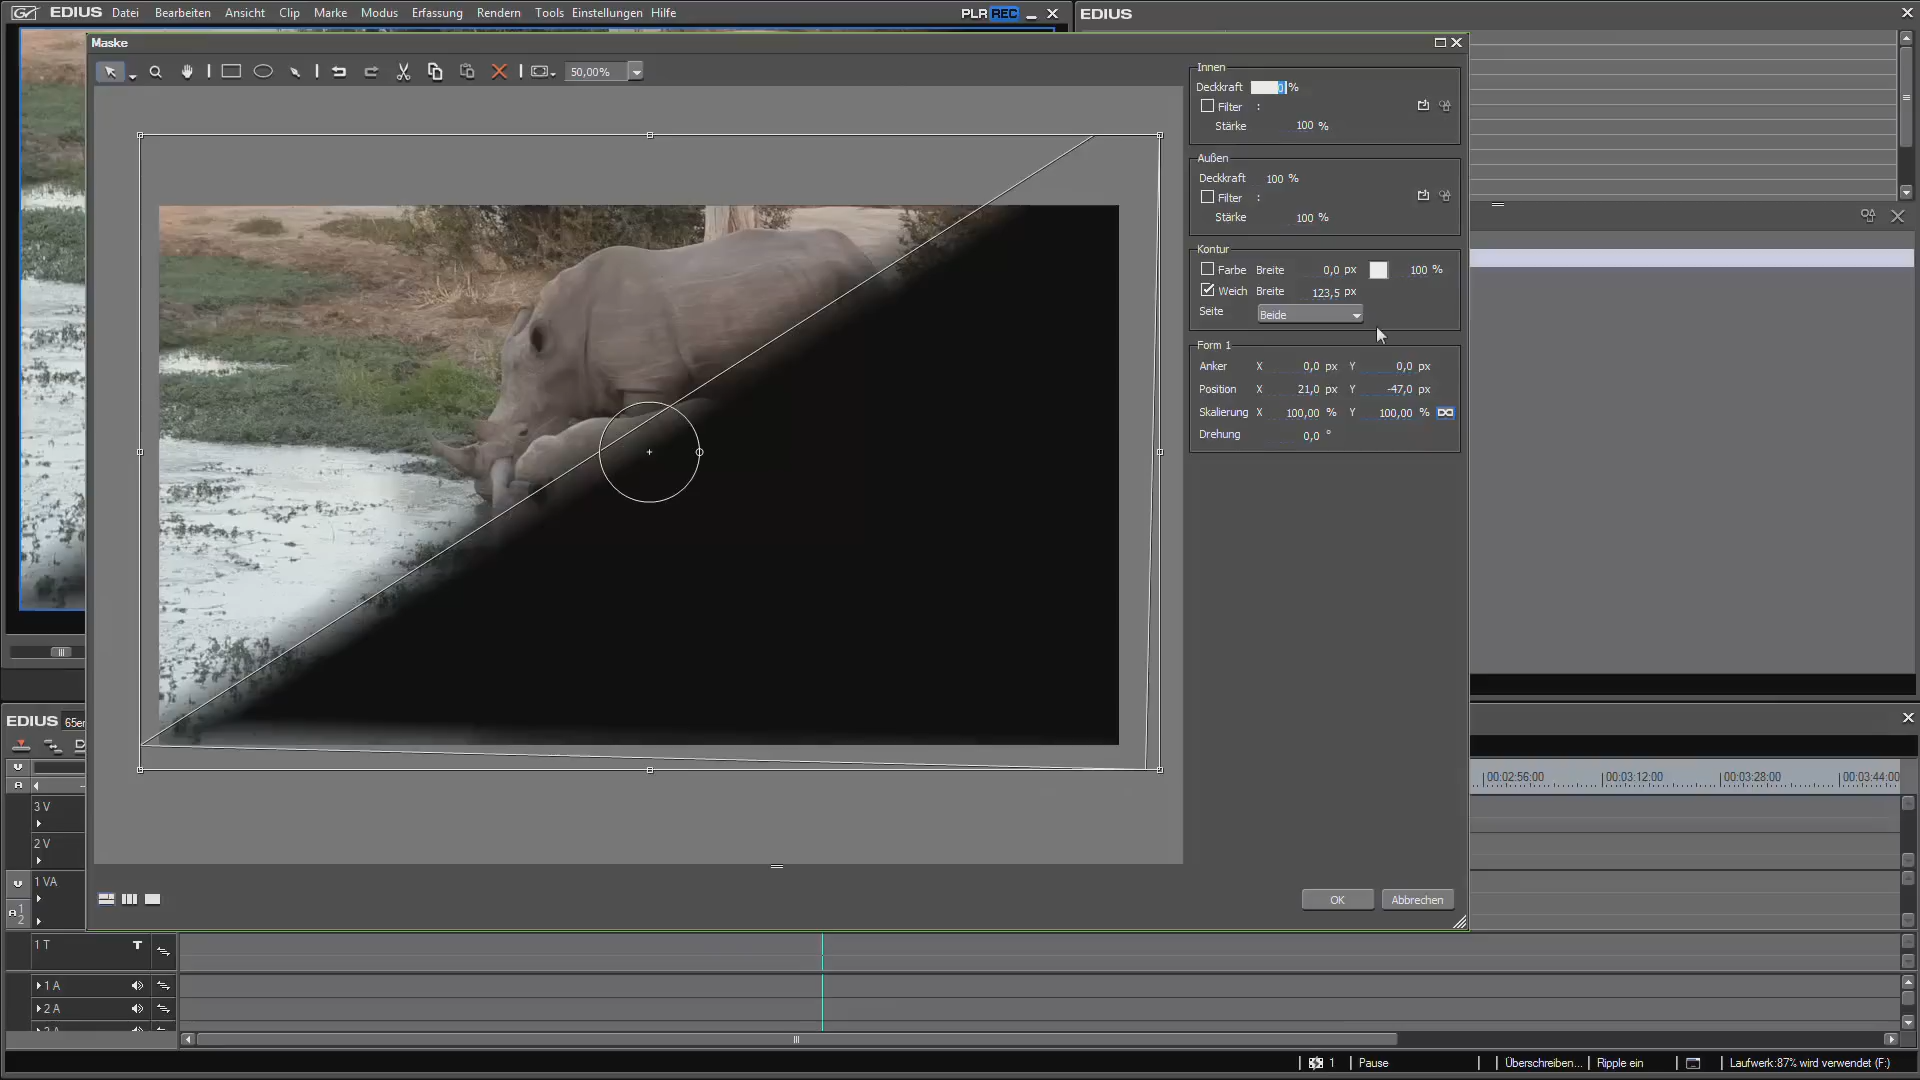 EDIUS Datei Bearbeiten Ansicht Clip Marke Modus Erfassung Rendern Tools Einstellungen Hilfe PLR REC
EDIUS
Maske
50,00%
Innen
Deckkraft 0 %
Filter :
Stärke 100 %
Außen
Deckkraft 100 %
Filter :
Stärke 100 %
Kontur
Farbe Breite 0,0 px 100 %
Weich Breite 123,5 px
Seite Beide
Form 1
Anker X 0,0 px Y 0,0 px
Position X 21,0 px Y -47,0 px
Skalierung X 100,00 % Y 100,00 %
Drehung 0,0 °
OK Abbrechen
EDIUS 65er
00:02:56:00 00:03:12:00 00:03:28:00 00:03:44:00
3 V
2 V
1 VA
A 1 2
1 T T
1 A
2 A
1 Pause Überschreiben... Ripple ein Laufwerk:87% wird verwendet (F:)